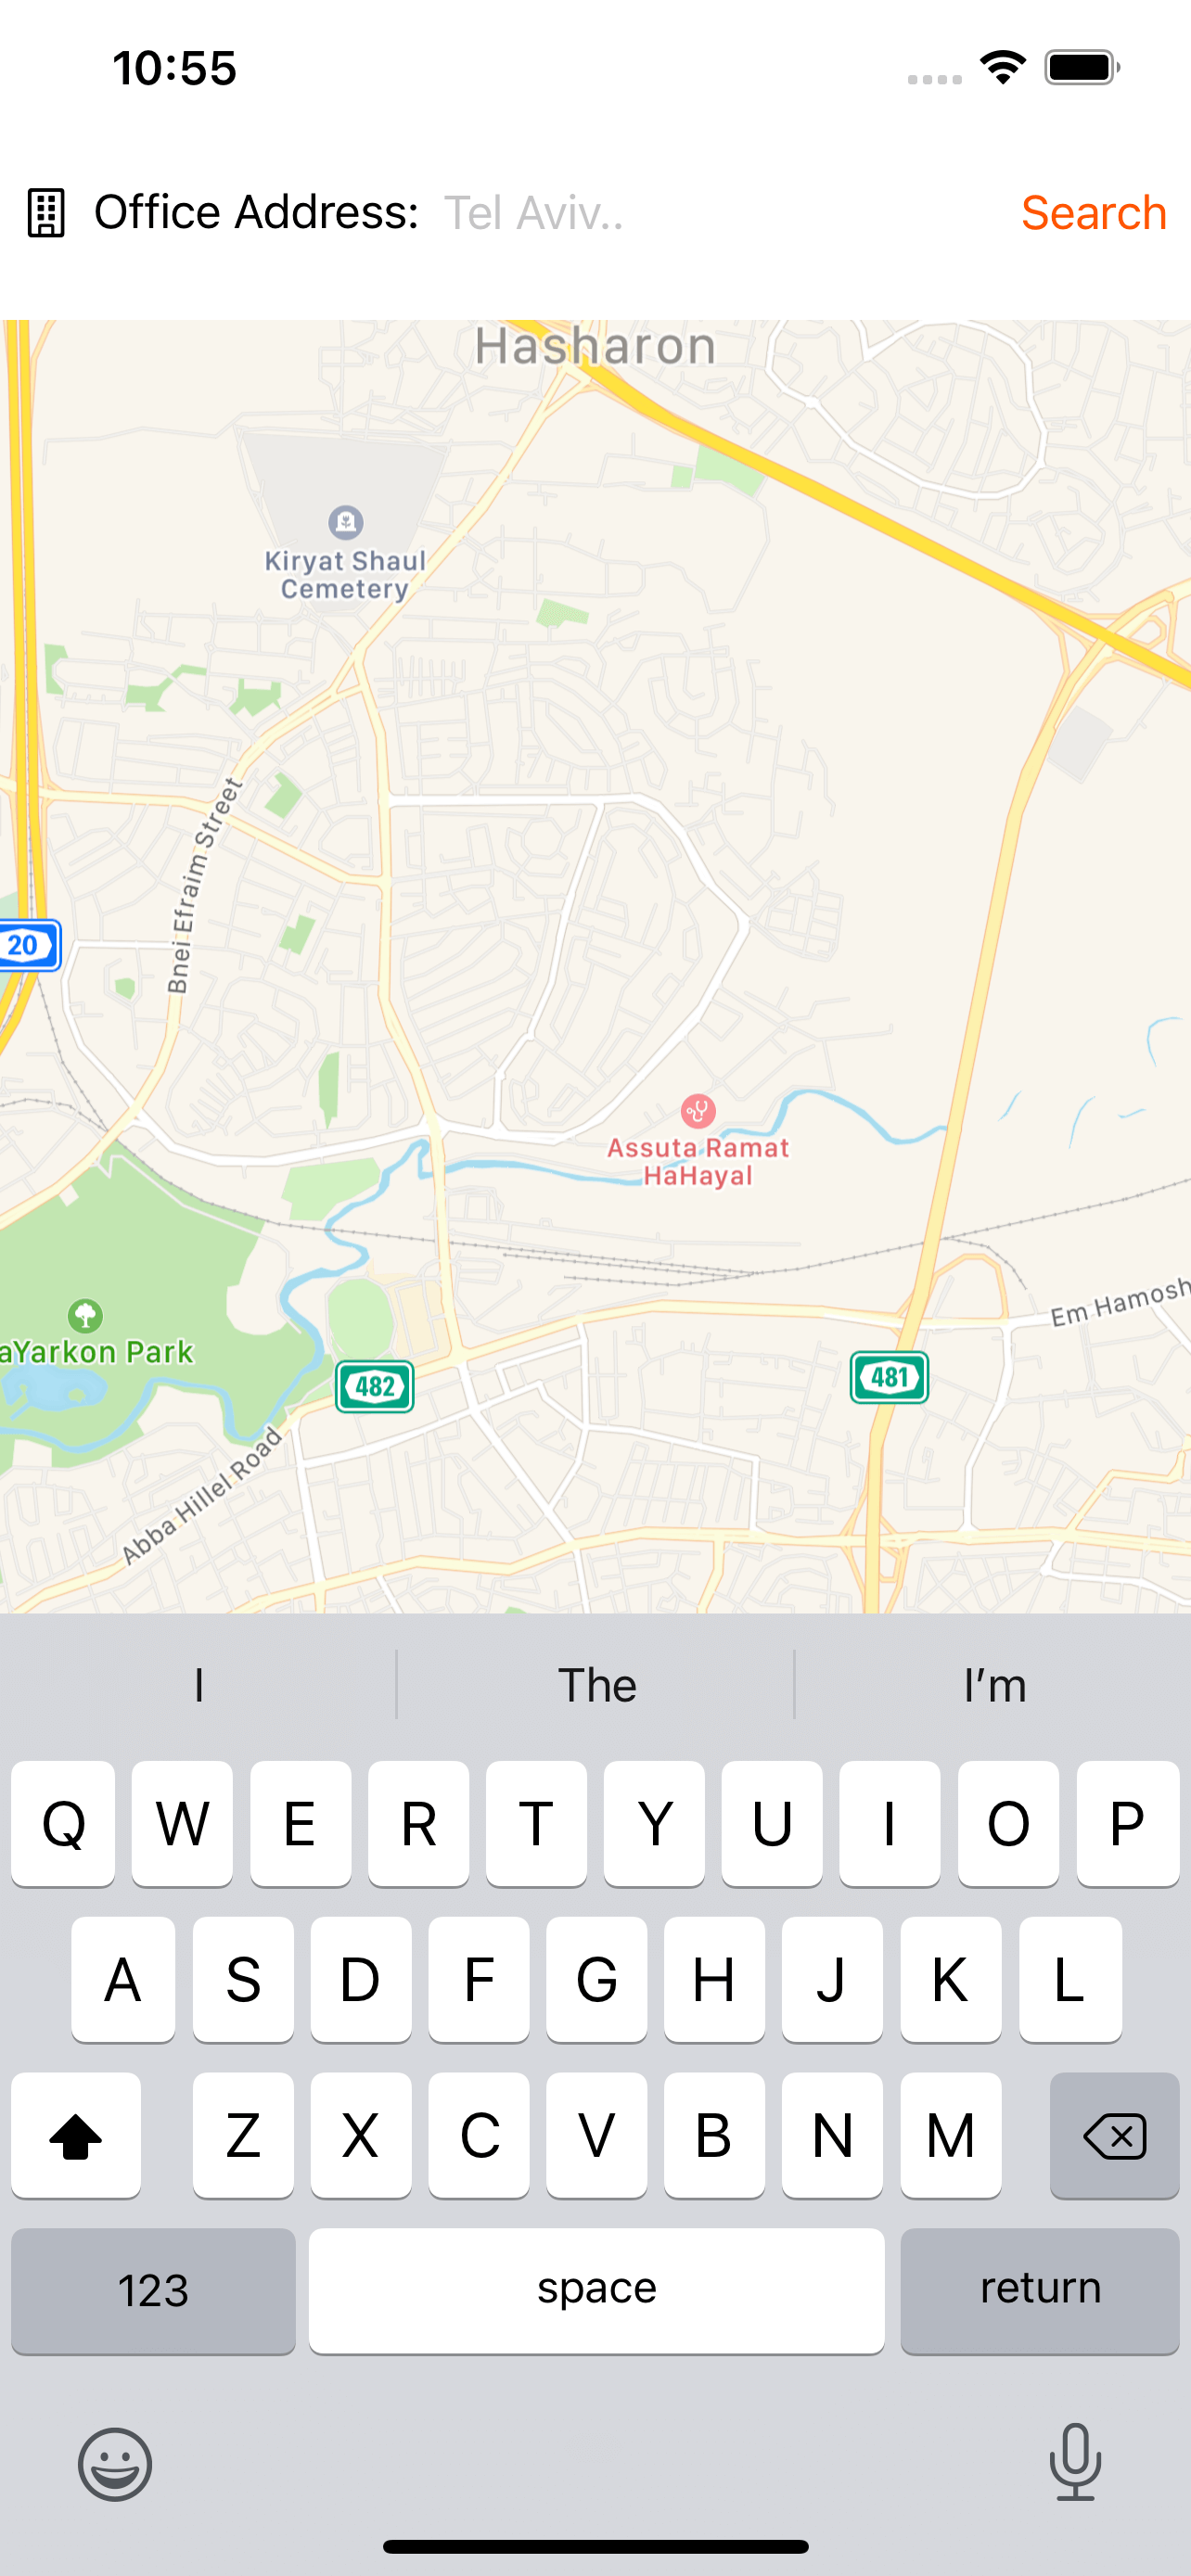 10:55
Office Address: Tel Aviv.. Search
Hasharon
Kiryat Shaul
Cemetery
Bnei Efraim Street
20
Assuta Ramat
HaHayal
Em Hamosh
aYarkon Park
482
481
Abba Hillel Road
I The I'm
Q W E R T Y U I O P
A S D F G H J K L
Z X C V B N M
123 space return